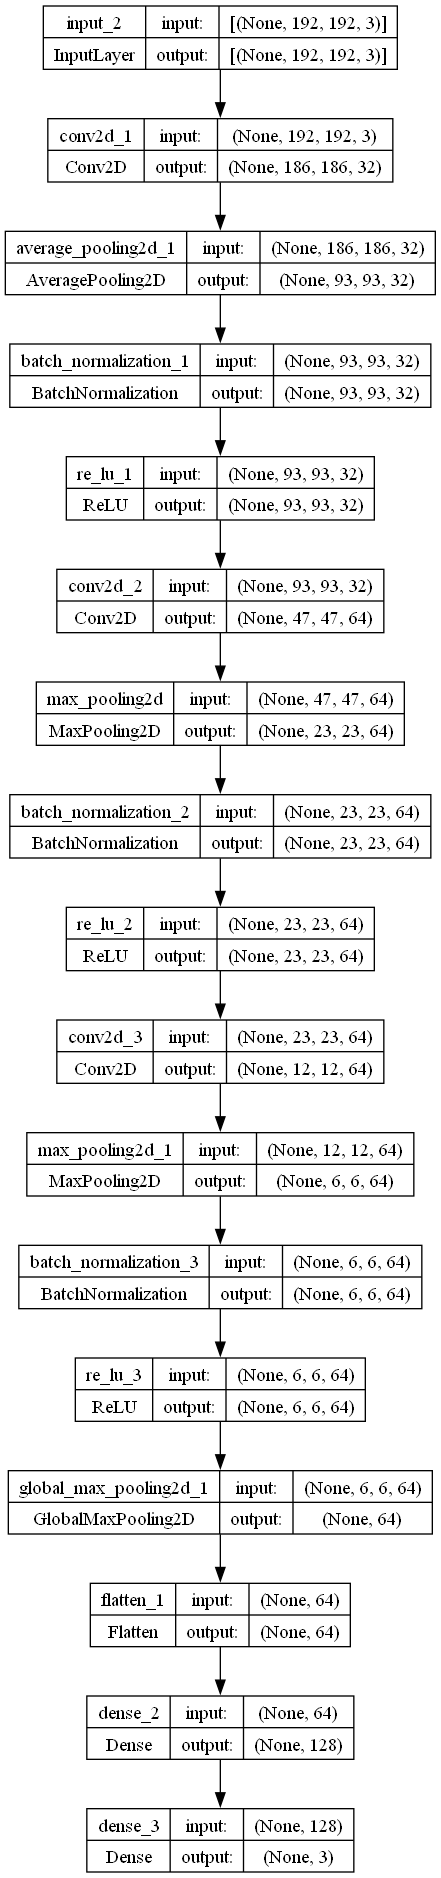 input_2 input: [(None, 192, 192, 3)]
InputLayer output: [(None, 192, 192, 3)]
conv2d_1 input: (None, 192, 192, 3)
Conv2D output: (None, 186, 186, 32)
average_pooling2d_1 input: (None, 186, 186, 32)
AveragePooling2D output: (None, 93, 93, 32)
batch_normalization_1 input: (None, 93, 93, 32)
BatchNormalization output: (None, 93, 93, 32)
re_lu_1 input: (None, 93, 93, 32)
ReLU output: (None, 93, 93, 32)
conv2d_2 input: (None, 93, 93, 32)
Conv2D output: (None, 47, 47, 64)
max_pooling2d input: (None, 47, 47, 64)
MaxPooling2D output: (None, 23, 23, 64)
batch_normalization_2 input: (None, 23, 23, 64)
BatchNormalization output: (None, 23, 23, 64)
re_lu_2 input: (None, 23, 23, 64)
ReLU output: (None, 23, 23, 64)
conv2d_3 input: (None, 23, 23, 64)
Conv2D output: (None, 12, 12, 64)
max_pooling2d_1 input: (None, 12, 12, 64)
MaxPooling2D output: (None, 6, 6, 64)
batch_normalization_3 input: (None, 6, 6, 64)
BatchNormalization output: (None, 6, 6, 64)
re_lu_3 input: (None, 6, 6, 64)
ReLU output: (None, 6, 6, 64)
global_max_pooling2d_1 input: (None, 6, 6, 64)
GlobalMaxPooling2D output: (None, 64)
flatten_1 input: (None, 64)
Flatten output: (None, 64)
dense_2 input: (None, 64)
Dense output: (None, 128)
dense_3 input: (None, 128)
Dense output: (None, 3)